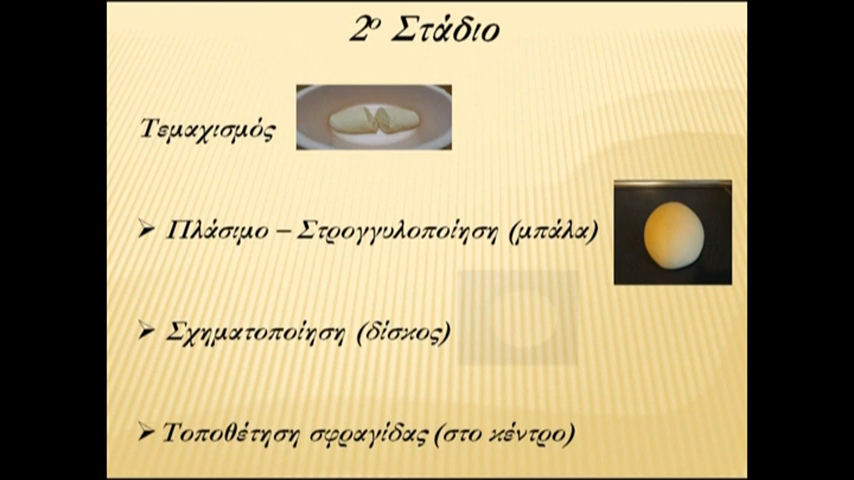 2ο Στάδιο
Τεμαχισμός
➢ Πλάσιμο – Στρογγυλοποίηση (μπάλα)
➢ Σχηματοποίηση (δίσκος)
➢ Τοποθέτηση σφραγίδας (στο κέντρο)